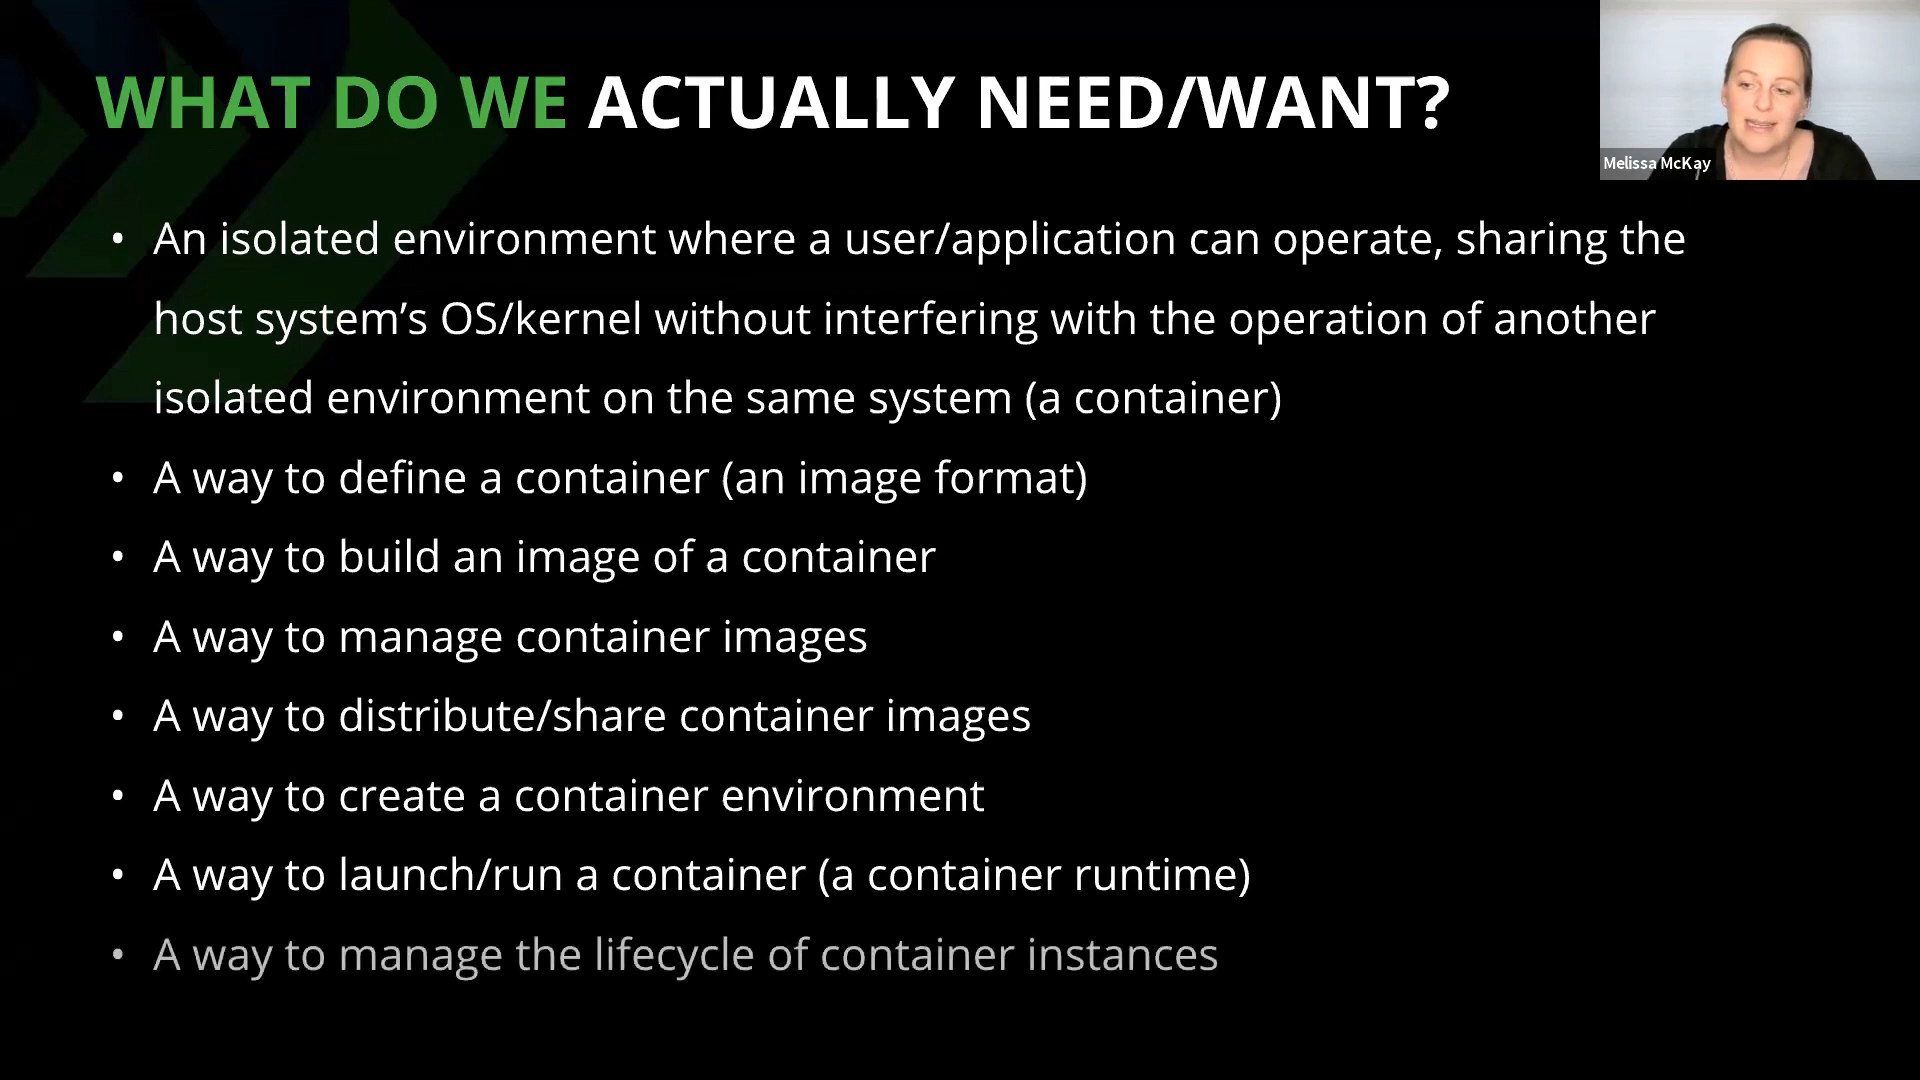 WHAT DO WE ACTUALLY NEED/WANT?
Melissa McKay
• An isolated environment where a user/application can operate, sharing the
host system’s OS/kernel without interfering with the operation of another
isolated environment on the same system (a container)
• A way to define a container (an image format)
• A way to build an image of a container
• A way to manage container images
• A way to distribute/share container images
• A way to create a container environment
• A way to launch/run a container (a container runtime)
• A way to manage the lifecycle of container instances